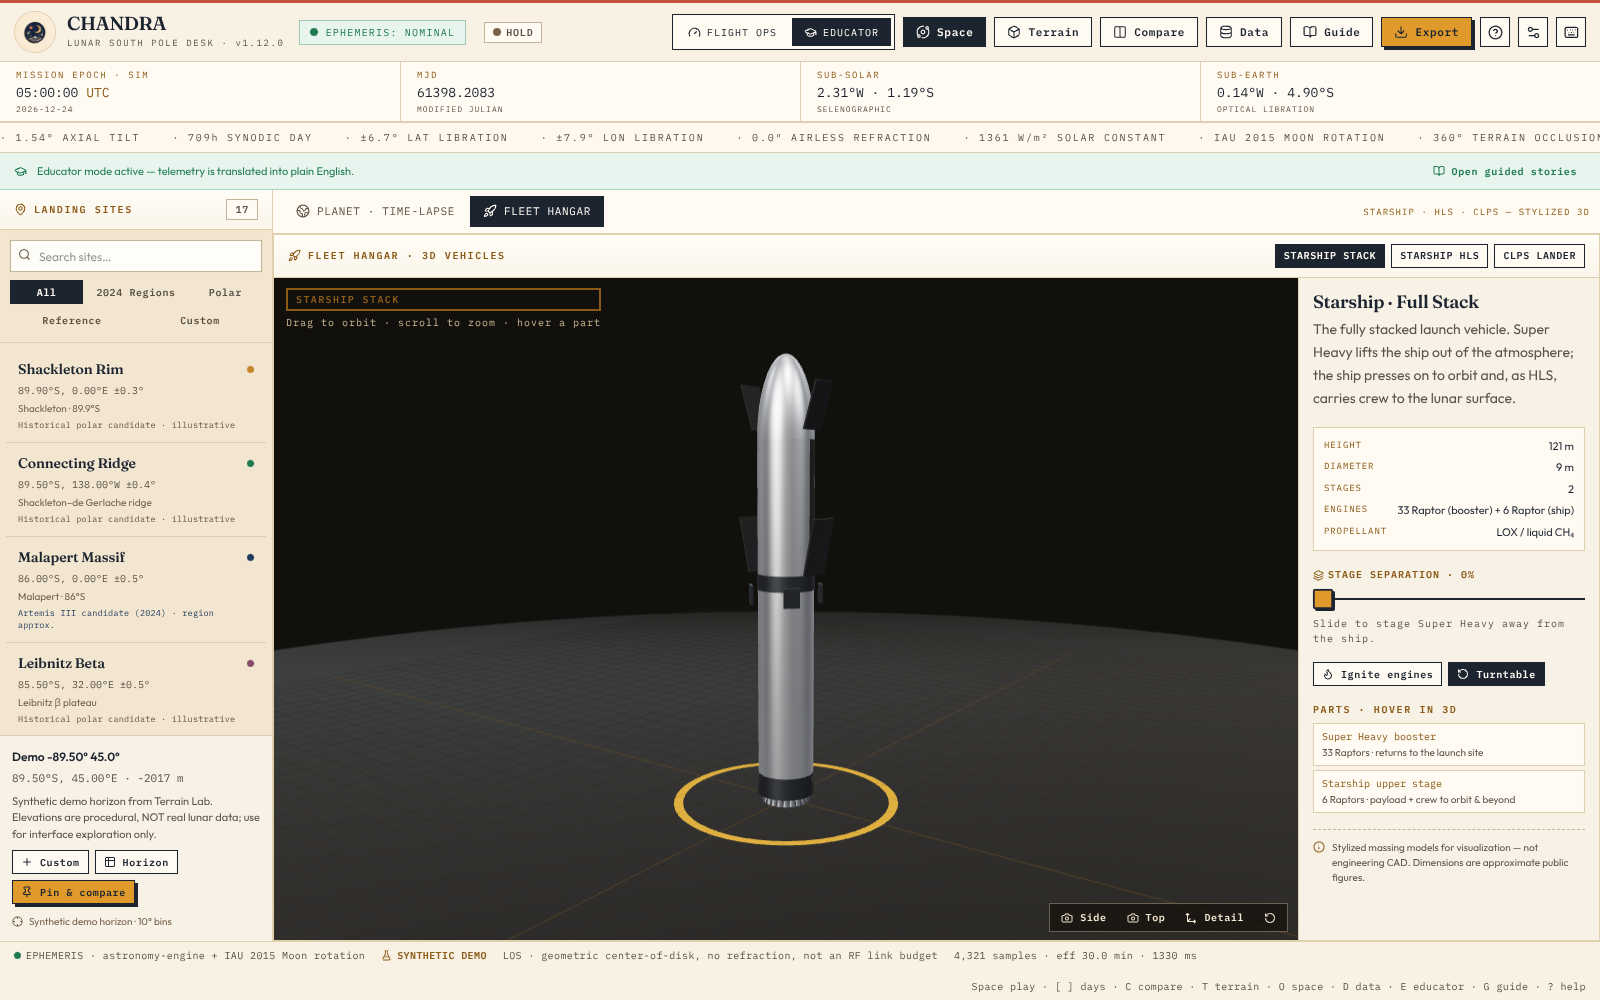 CHANDRA
LUNAR SOUTH POLE DESK · v1.12.0
EPHEMERIS: NOMINAL
HOLD
FLIGHT OPS
EDUCATOR
Space
Terrain
Compare
Data
Guide
Export
MISSION EPOCH · SIM
05:00:00 UTC
2026-12-24
MJD
61398.2083
MODIFIED JULIAN
SUB-SOLAR
2.31°W · 1.19°S
SELENOGRAPHIC
SUB-EARTH
0.14°W · 4.90°S
OPTICAL LIBRATION
· 1.54° AXIAL TILT · 709h SYNODIC DAY · ±6.7° LAT LIBRATION · ±7.9° LON LIBRATION · 0.0° AIRLESS REFRACTION · 1361 W/m² SOLAR CONSTANT · IAU 2015 MOON ROTATION · 360° TERRAIN OCCLUSION
Educator mode active — telemetry is translated into plain English.
Open guided stories
LANDING SITES
17
Search sites…
All
2024 Regions
Polar
Reference
Custom
Shackleton Rim
89.90°S, 0.00°E ±0.3°
Shackleton · 89.9°S
Historical polar candidate · illustrative
Connecting Ridge
89.50°S, 138.00°W ±0.4°
Shackleton–de Gerlache ridge
Historical polar candidate · illustrative
Malapert Massif
86.00°S, 0.00°E ±0.5°
Malapert · 86°S
Artemis III candidate (2024) · region
approx.
Leibnitz Beta
85.50°S, 32.00°E ±0.5°
Leibnitz β plateau
Historical polar candidate · illustrative
Demo -89.50° 45.0°
89.50°S, 45.00°E · -2017 m
Synthetic demo horizon from Terrain Lab.
Elevations are procedural, NOT real lunar data; use
for interface exploration only.
Custom
Horizon
Pin & compare
Synthetic demo horizon · 10° bins
PLANET · TIME-LAPSE
FLEET HANGAR
STARSHIP · HLS · CLPS — STYLIZED 3D
FLEET HANGAR · 3D VEHICLES
STARSHIP STACK
STARSHIP HLS
CLPS LANDER
STARSHIP STACK
Drag to orbit · scroll to zoom · hover a part
Side
Top
Detail
Starship · Full Stack
The fully stacked launch vehicle. Super
Heavy lifts the ship out of the atmosphere;
the ship presses on to orbit and, as HLS,
carries crew to the lunar surface.
HEIGHT 121 m
DIAMETER 9 m
STAGES 2
ENGINES 33 Raptor (booster) + 6 Raptor (ship)
PROPELLANT LOX / liquid CH₄
STAGE SEPARATION · 0%
Slide to stage Super Heavy away from
the ship.
Ignite engines
Turntable
PARTS · HOVER IN 3D
Super Heavy booster
33 Raptors · returns to the launch site
Starship upper stage
6 Raptors · payload + crew to orbit & beyond
Stylized massing models for visualization — not
engineering CAD. Dimensions are approximate public
figures.
EPHEMERIS · astronomy-engine + IAU 2015 Moon rotation
SYNTHETIC DEMO
LOS · geometric center-of-disk, no refraction, not an RF link budget
4,321 samples · eff 30.0 min · 1330 ms
Space play · [ ] days · C compare · T terrain · O space · D data · E educator · G guide · ? help